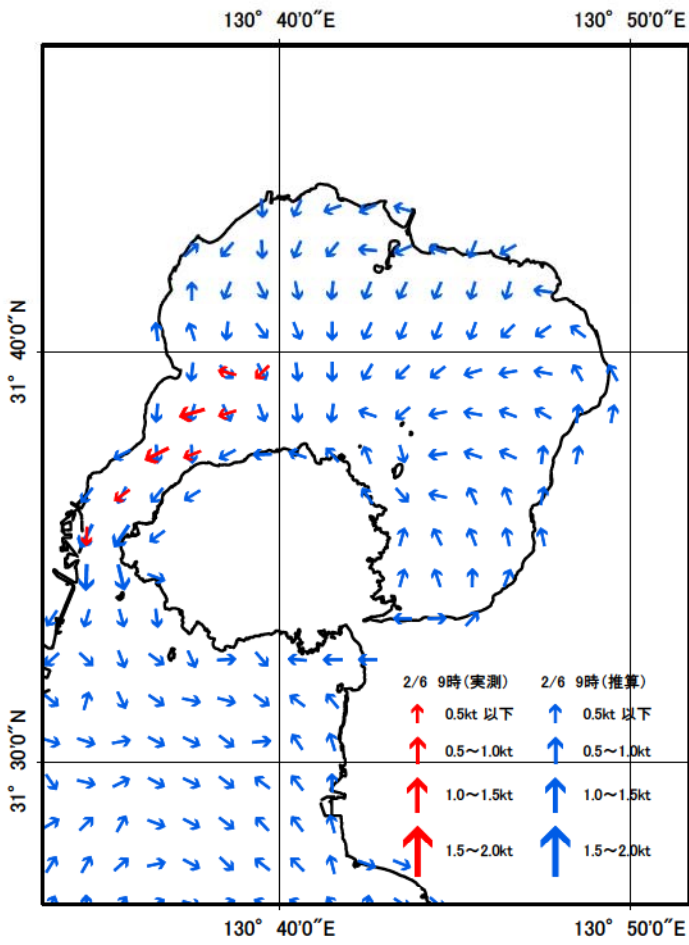 130° 40'0"E 130° 50'0"E
31° 40'0"N
31° 30'0"N
2/6 9時(実測) 2/6 9時(推算)
0.5kt 以下 0.5kt 以下
0.5～1.0kt 0.5～1.0kt
1.0～1.5kt 1.0～1.5kt
1.5～2.0kt 1.5～2.0kt
130° 40'0"E 130° 50'0"E